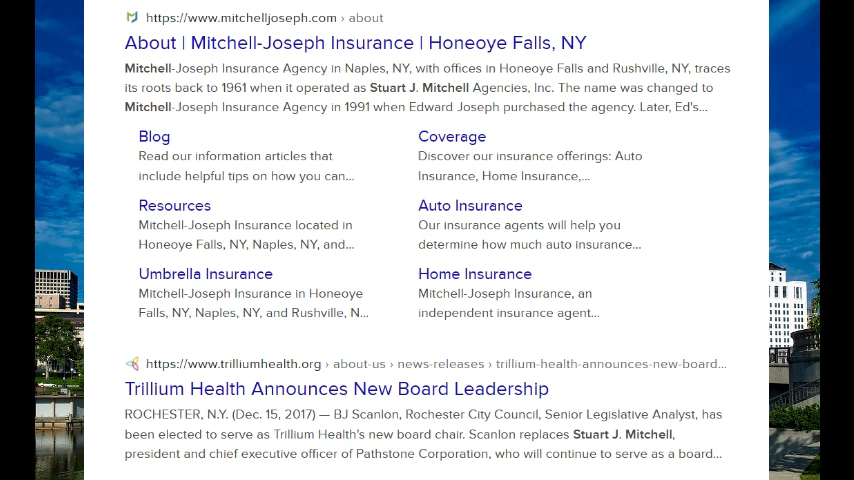 https://www.mitchelljoseph.com › about
About | Mitchell-Joseph Insurance | Honeoye Falls, NY
Mitchell-Joseph Insurance Agency in Naples, NY, with offices in Honeoye Falls and Rushville, NY, traces
its roots back to 1961 when it operated as Stuart J. Mitchell Agencies, Inc. The name was changed to
Mitchell-Joseph Insurance Agency in 1991 when Edward Joseph purchased the agency. Later, Ed's...
Blog
Read our information articles that
include helpful tips on how you can...
Coverage
Discover our insurance offerings: Auto
Insurance, Home Insurance,...
Resources
Mitchell-Joseph Insurance located in
Honeoye Falls, NY, Naples, NY, and...
Auto Insurance
Our insurance agents will help you
determine how much auto insurance...
Umbrella Insurance
Mitchell-Joseph Insurance in Honeoye
Falls, NY, Naples, NY, and Rushville, N...
Home Insurance
Mitchell-Joseph Insurance, an
independent insurance agent...
https://www.trilliumhealth.org › about-us › news-releases › trillium-health-announces-new-board...
Trillium Health Announces New Board Leadership
ROCHESTER, N.Y. (Dec. 15, 2017) — BJ Scanlon, Rochester City Council, Senior Legislative Analyst, has
been elected to serve as Trillium Health's new board chair. Scanlon replaces Stuart J. Mitchell,
president and chief executive officer of Pathstone Corporation, who will continue to serve as a board...